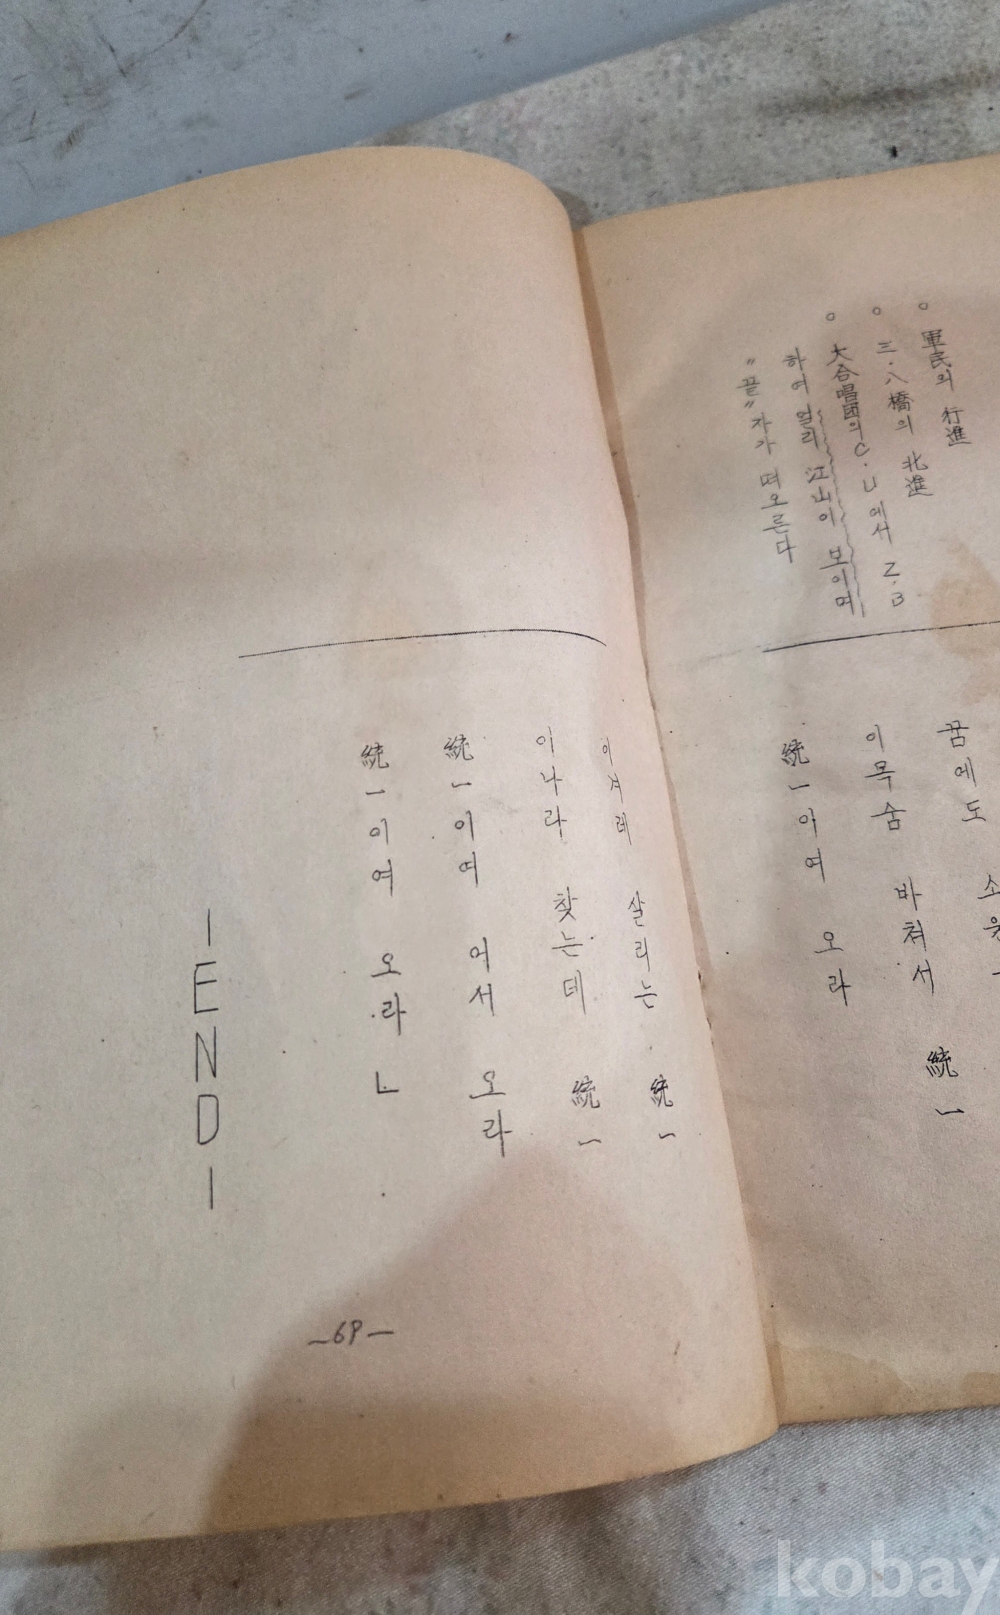 ○ 軍民의 行進
○ 三·八橋의 北進
○ 大合唱団의 C·U에서 Z·B
하여 멀리 江山이 보이며
"끝"자가 떠오른다
꿈에도
이목숨 바쳐서 統一
統一이여 오라
이겨레 살리는 統一
이나라 찾는데 統一
統一이여 어서 오라
統一이여 오라 」
—END—
—69—
kobay